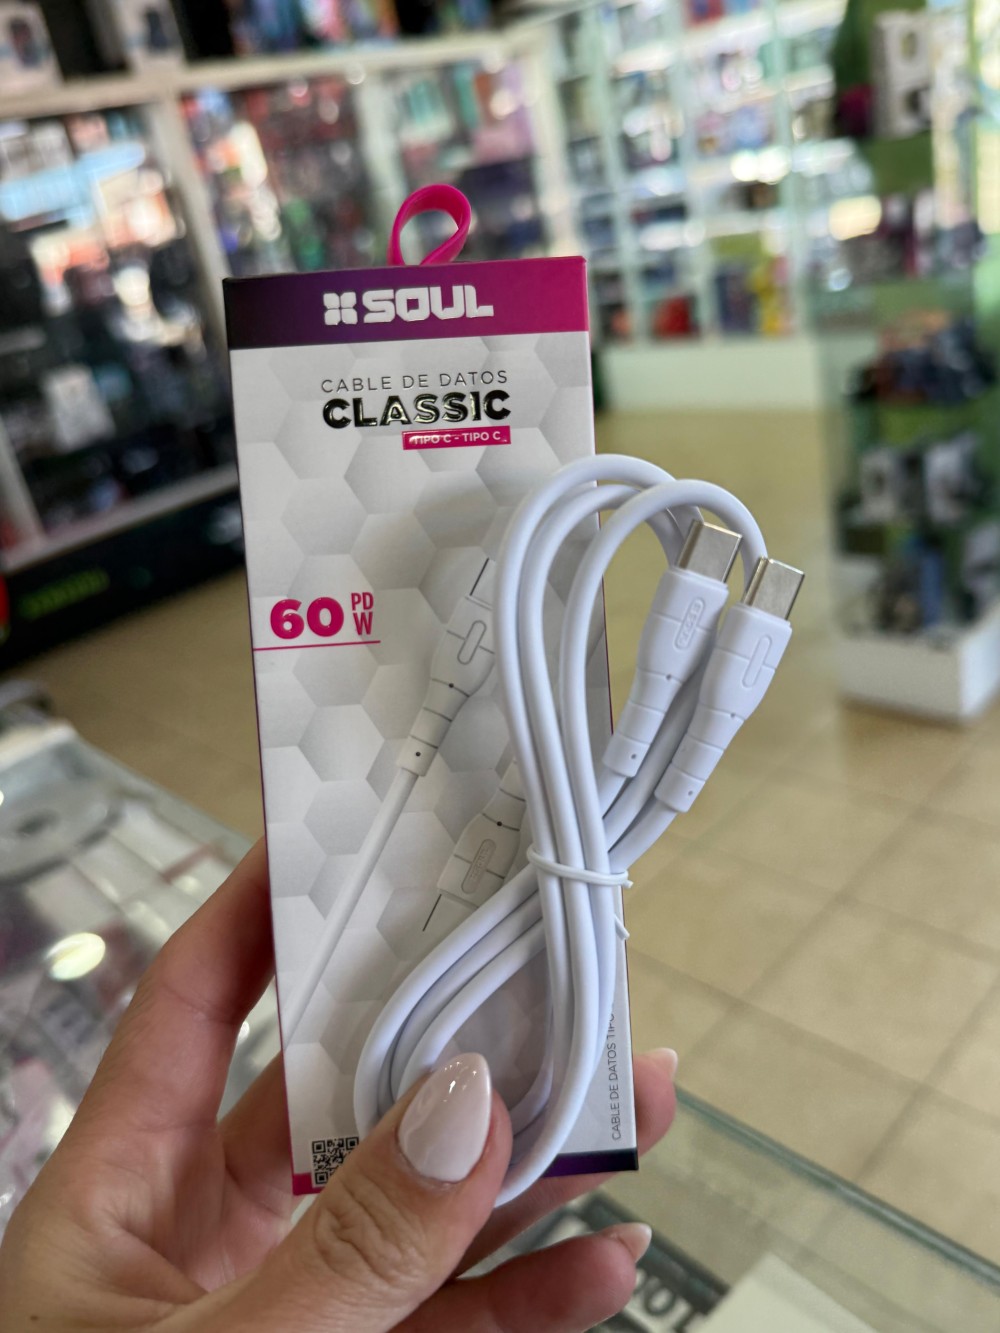 SOUL
CABLE DE DATOS
CLASSIC
TIPO C - TIPO C
60 PD
W
CABLE DE DATOS TIPO